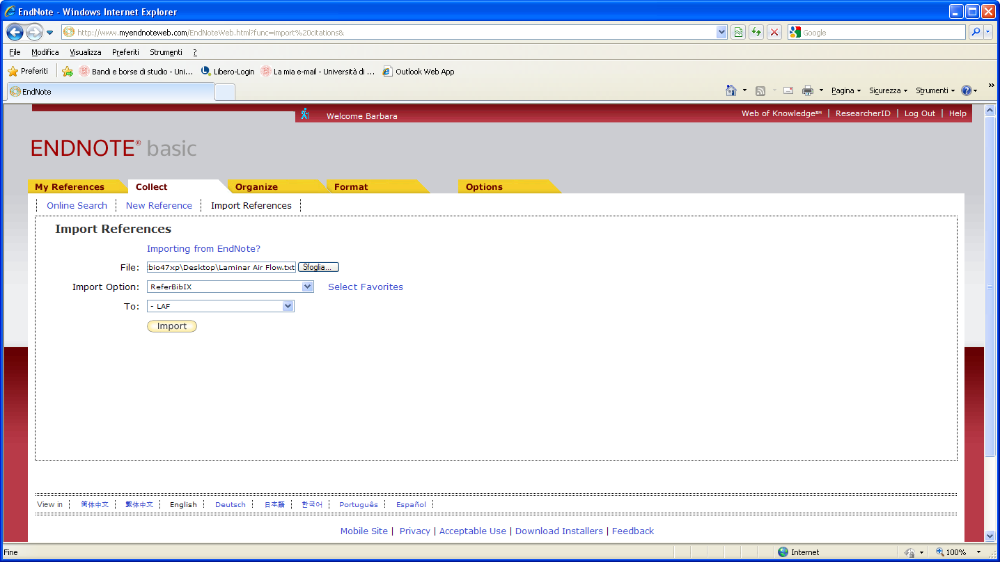 EndNote - Windows Internet Explorer
http://www.myendnoteweb.com/EndNoteWeb.html?func=import%20citations&
Google
File Modifica Visualizza Preferiti Strumenti ?
Preferiti Bandi e borse di studio - Uni... Libero-Login La mia e-mail - Università di ... Outlook Web App
EndNote Pagina Sicurezza Strumenti »
Welcome Barbara Web of Knowledge℠ | ResearcherID | Log Out | Help
ENDNOTE® basic
My References Collect Organize Format Options
Online Search New Reference Import References
Import References
Importing from EndNote?
File: :bio47xp\Desktop\Laminar Air Flow.txt Sfoglia...
Import Option: ReferBibIX Select Favorites
To: - LAF
Import
View in 简体中文 繁体中文 English Deutsch 日本語 한국어 Português Español
Mobile Site | Privacy | Acceptable Use | Download Installers | Feedback
Fine Internet 100%